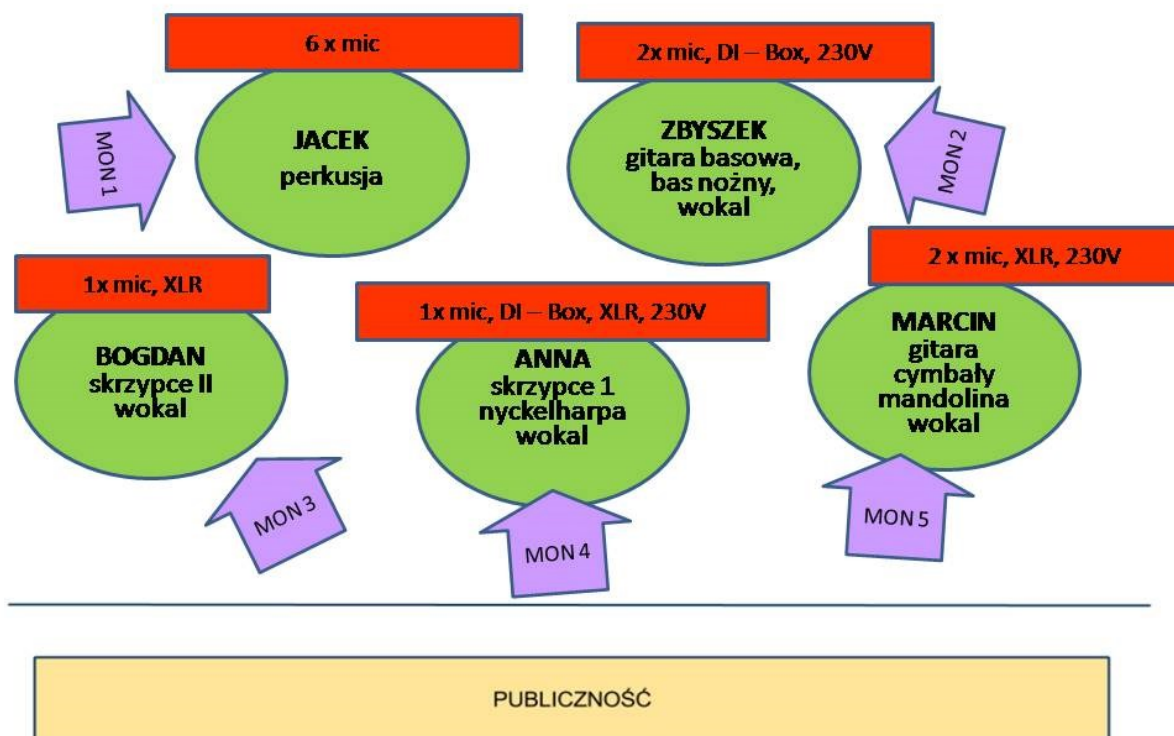 6 x mic
JACEK
perkusja
MON 1
2x mic, DI – Box, 230V
ZBYSZEK
gitara basowa,
bas nożny,
wokal
MON 2
1x mic, XLR
BOGDAN
skrzypce II
wokal
MON 3
1x mic, DI – Box, XLR, 230V
ANNA
skrzypce 1
nyckelharpa
wokal
MON 4
2 x mic, XLR, 230V
MARCIN
gitara
cymbały
mandolina
wokal
MON 5
PUBLICZNOŚĆ